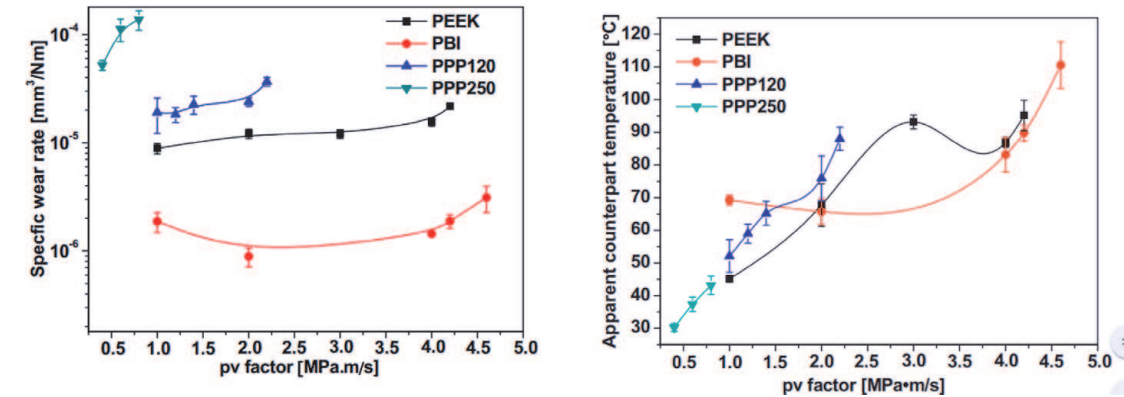 Specfic wear rate [mm³/Nm]
10⁻⁴
10⁻⁵
10⁻⁶
PEEK
PBI
PPP120
PPP250
0.5 1.0 1.5 2.0 2.5 3.0 3.5 4.0 4.5 5.0
pv factor [MPa.m/s]
Apparent counterpart temperature [°C]
120
110
100
90
80
70
60
50
40
30
PEEK
PBI
PPP120
PPP250
0.5 1.0 1.5 2.0 2.5 3.0 3.5 4.0 4.5 5.0
pv factor [MPa•m/s]